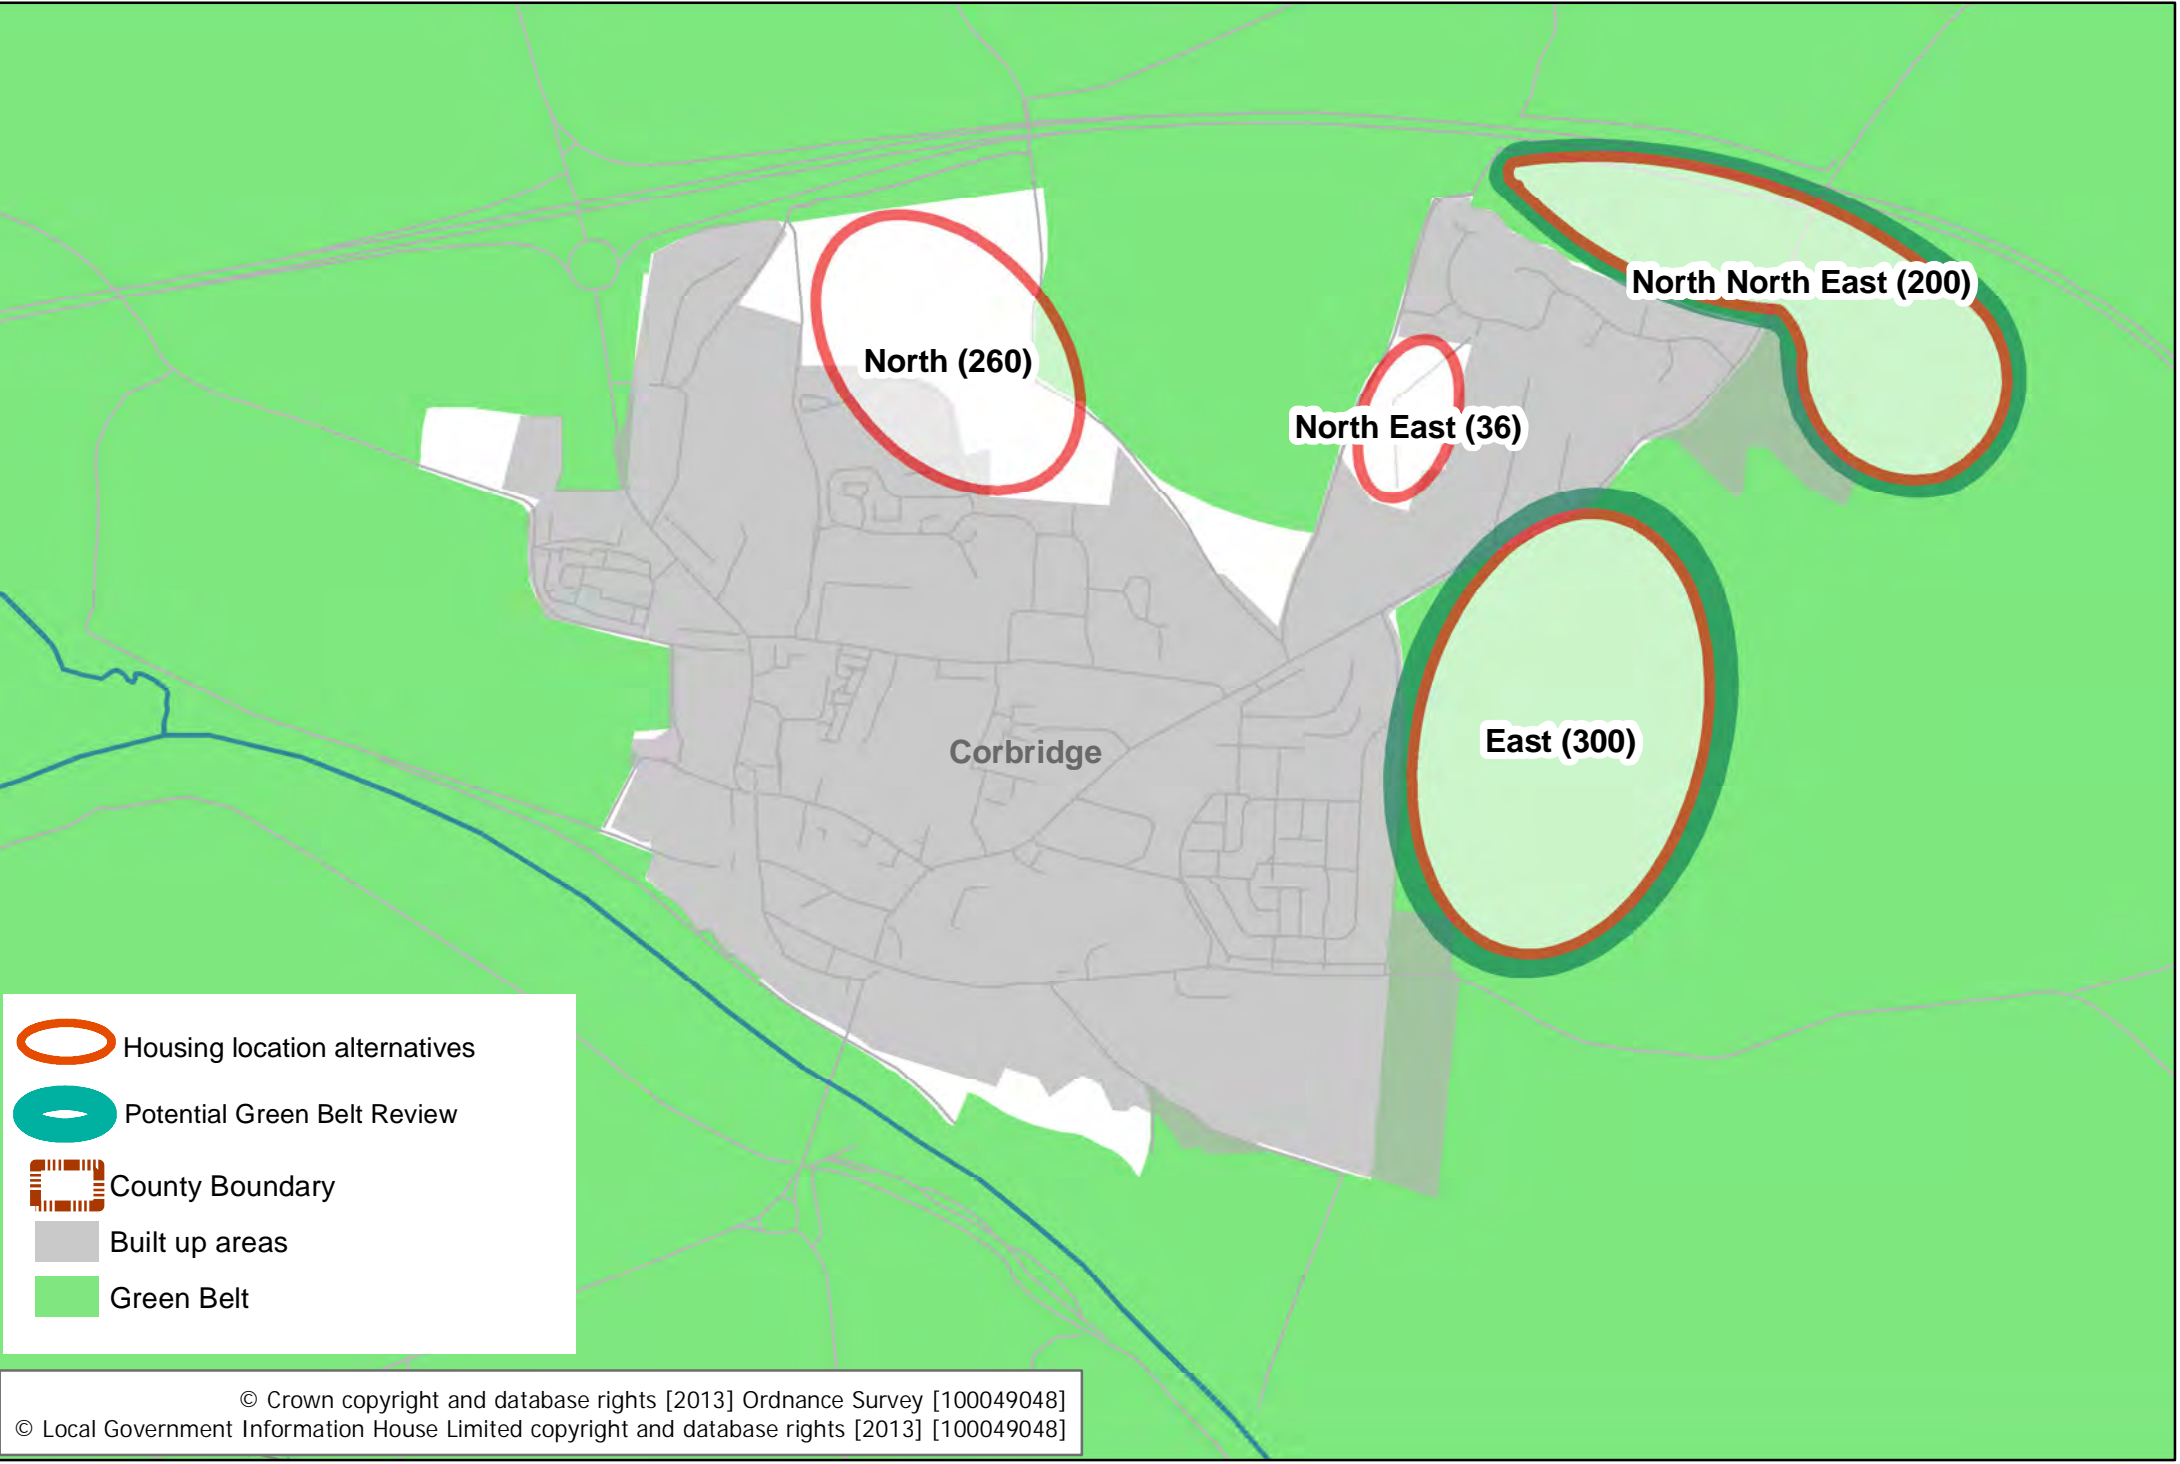 North North East (200)
North (260)
North East (36)
East (300)
Corbridge
Housing location alternatives
Potential Green Belt Review
County Boundary
Built up areas
Green Belt
© Crown copyright and database rights [2013] Ordnance Survey [100049048]
© Local Government Information House Limited copyright and database rights [2013] [100049048]